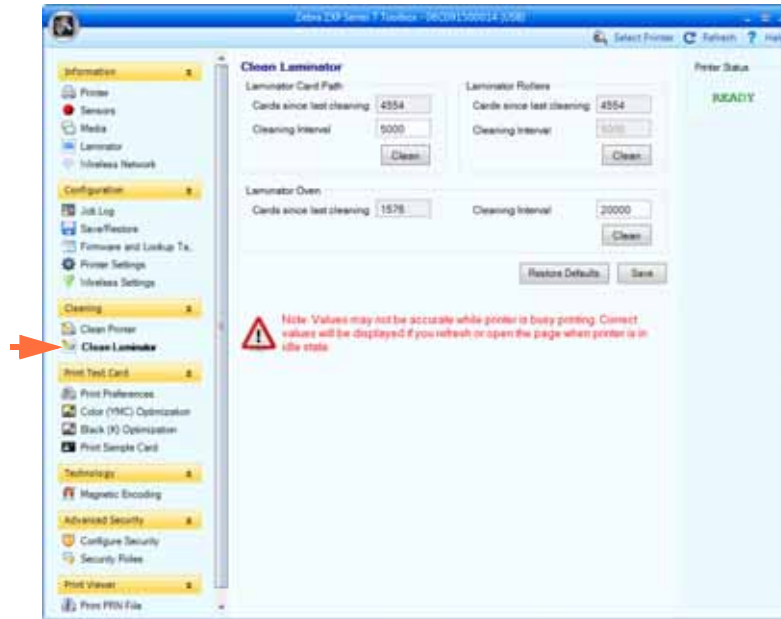 Zebra ZXP Series 7 Toolbox - 06C091500014 (USB)
Select Printer Refresh ? Help
Information
Printer
Sensors
Media
Laminator
Wireless Network
Configuration
Job Log
Save/Restore
Firmware and Lookup Ta..
Printer Settings
Wireless Settings
Cleaning
Clean Printer
Clean Laminator
Print Test Card
Print Preferences
Color (YMC) Optimization
Black (K) Optimization
Print Sample Card
Technology
Magnetic Encoding
Advanced Security
Configure Security
Security Roles
Print Viewer
Print PRN File
Clean Laminator
Laminator Card Path
Cards since last cleaning 4554
Cleaning Interval 5000
Clean
Laminator Rollers
Cards since last cleaning 4554
Cleaning Interval
Clean
Laminator Oven
Cards since last cleaning 1576
Cleaning Interval 20000
Clean
Restore Defaults Save
Note: Values may not be accurate while printer is busy printing. Correct
values will be displayed if you refresh or open the page when printer is in
idle state.
Printer Status
READY